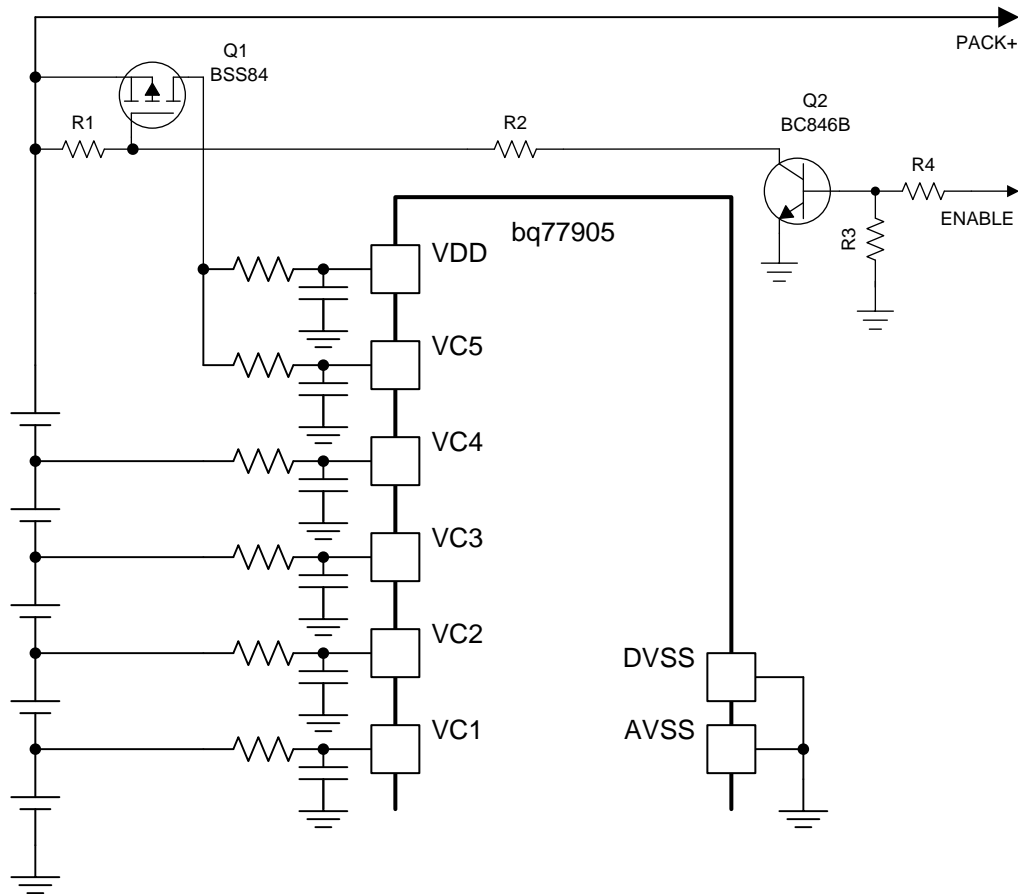 PACK+
Q1
BSS84
Q2
BC846B
R1
R2
R4
ENABLE
R3
bq77905
VDD
VC5
VC4
VC3
VC2
DVSS
VC1
AVSS